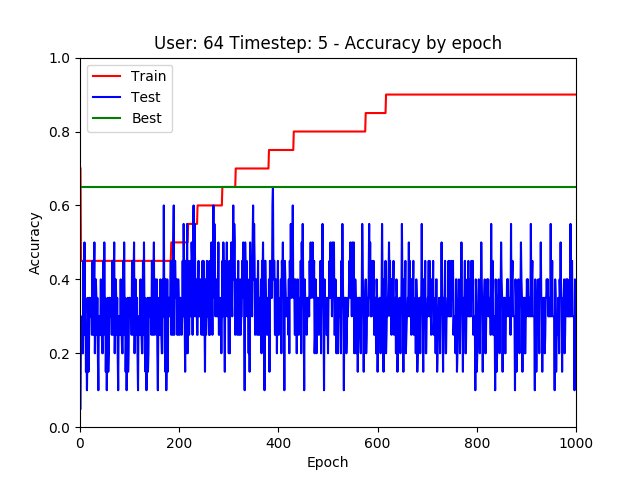 User: 64 Timestep: 5 - Accuracy by epoch
1.0
Train
Test
Best
0.8
0.6
Accuracy
0.4
0.2
0.0
0 200 400 600 800 1000
Epoch